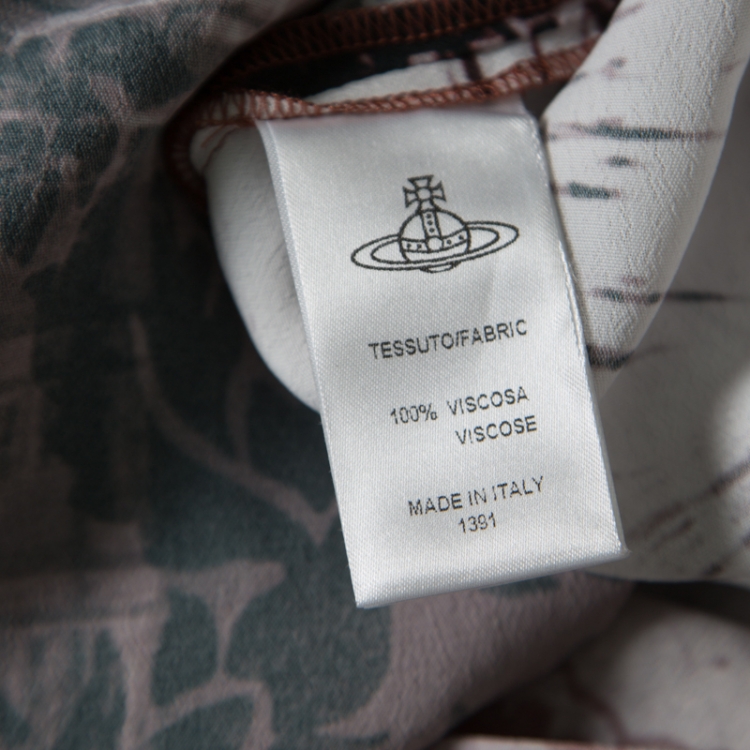 TESSUTO/FABRIC
100% VISCOSA
VISCOSE
MADE IN ITALY
1391